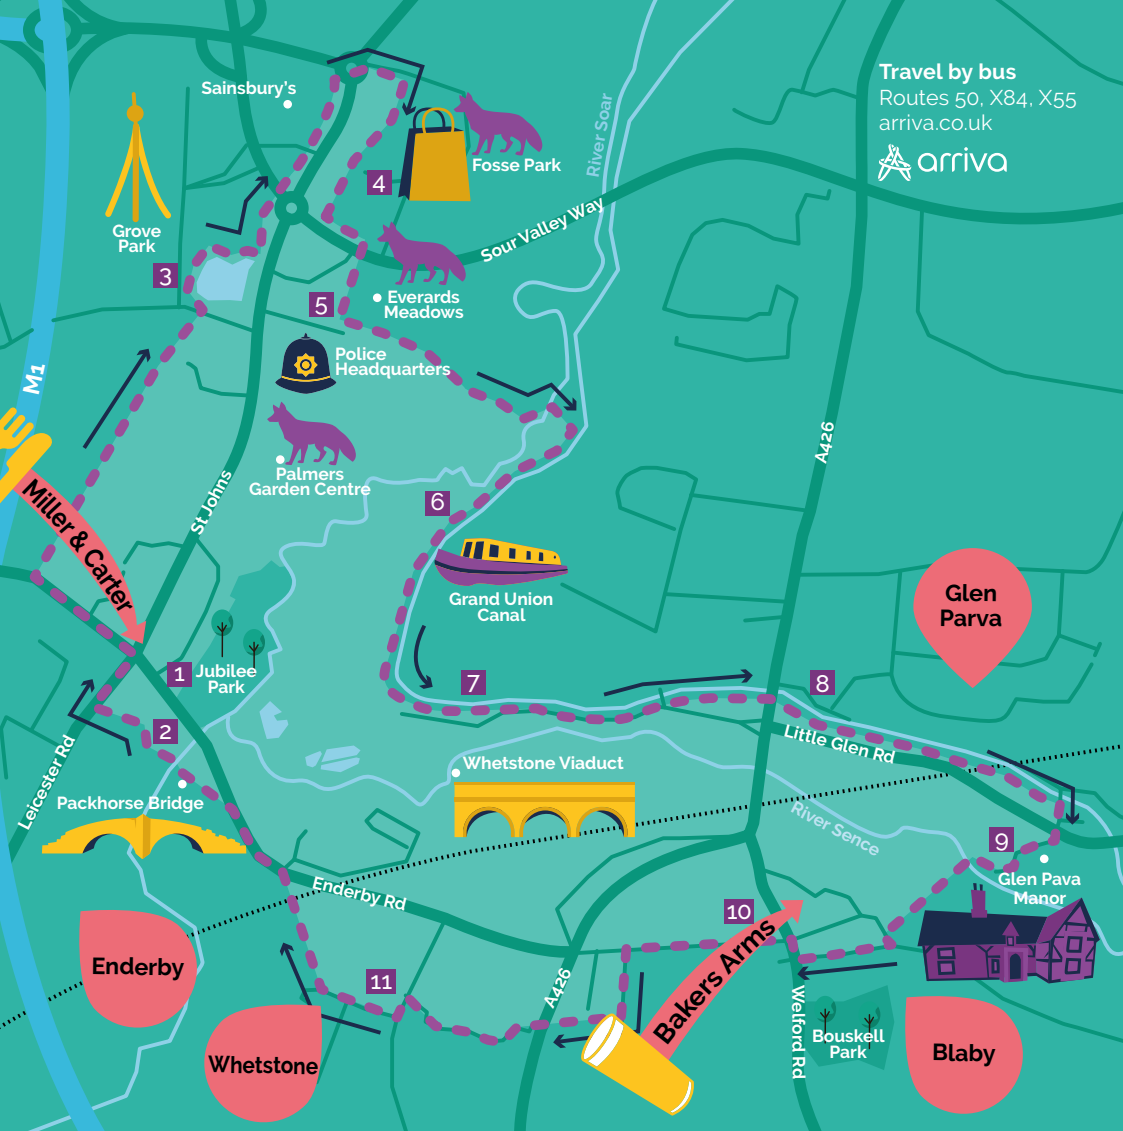 Travel by bus
Routes 50, X84, X55
arriva.co.uk
arriva
Sainsbury's
River Soar
Fosse Park
4
Grove
Park
Sour Valley Way
3
5
Everards
Meadows
Police
Headquarters
M1
A426
Palmers
Garden Centre
St Johns
Miller & Carter
6
Grand Union
Canal
Glen
Parva
1
Jubilee
Park
7
8
2
Little Glen Rd
Leicester Rd
Packhorse Bridge
Whetstone Viaduct
River Sence
9
Glen Pava
Manor
Enderby Rd
10
Bakers Arms
Enderby
11
A426
Welford Rd
Bouskell
Park
Whetstone
Blaby